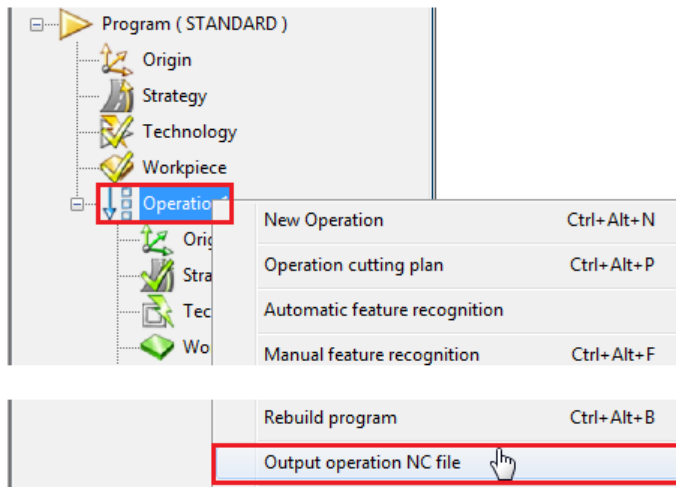 Program ( STANDARD )
Origin
Strategy
Technology
Workpiece
New Operation Ctrl+Alt+N
Operation cutting plan Ctrl+Alt+P
Automatic feature recognition
Manual feature recognition Ctrl+Alt+F
Rebuild program Ctrl+Alt+B
Output operation NC file